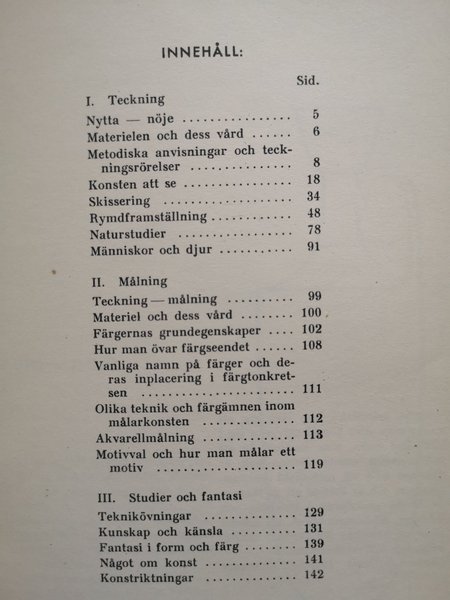 INNEHÅLL:
Sid.
I. Teckning
Nytta — nöje ................ 5
Materielen och dess vård ...... 6
Metodiska anvisningar och teck-
ningsrörelser ............... 8
Konsten att se ................ 18
Skissering .................... 34
Rymdframställning ............. 48
Naturstudier .................. 78
Människor och djur ............ 91
II. Målning
Teckning — målning .......... 99
Materiel och dess vård ........ 100
Färgernas grundegenskaper .... 102
Hur man övar färgseendet ...... 108
Vanliga namn på färger och de-
ras inplacering i färgtonkret-
sen ......................... 111
Olika teknik och färgämnen inom
målarkonsten ................ 112
Akvarellmålning ............... 113
Motivval och hur man målar ett
motiv ....................... 119
III. Studier och fantasi
Teknikövningar .............. 129
Kunskap och känsla ............ 131
Fantasi i form och färg ........ 139
Något om konst ................ 141
Konstriktningar ............... 142